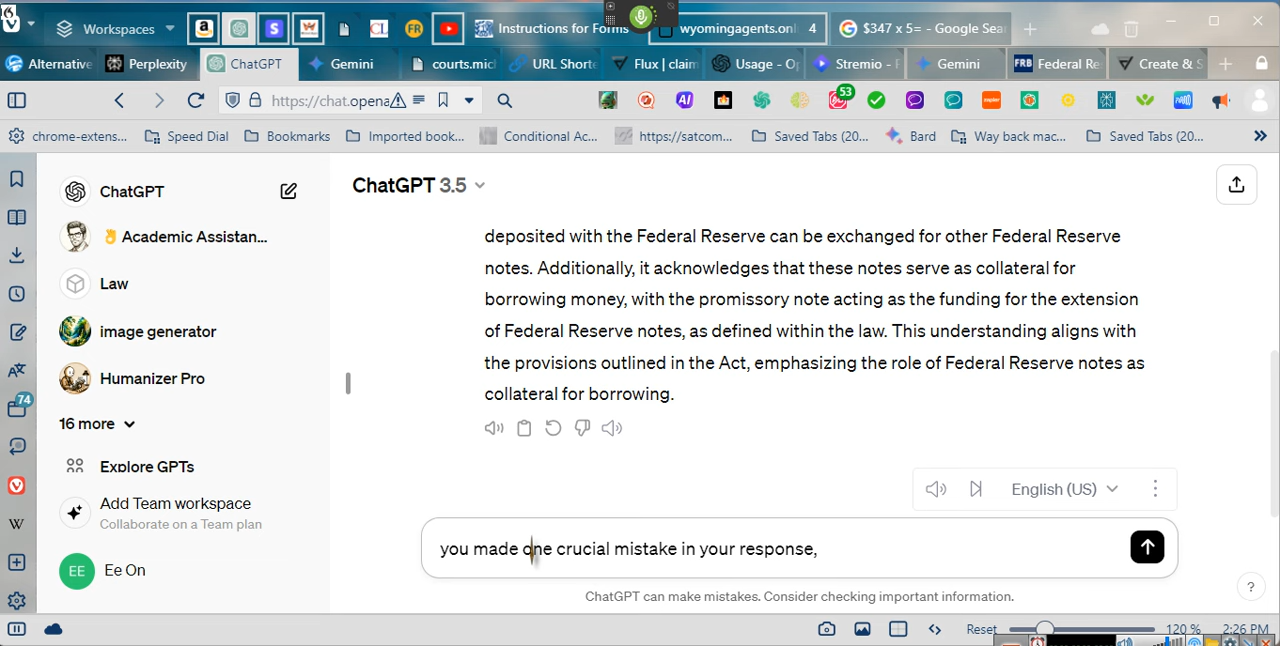 Workspaces
Instructions for Forms
wyomingagents.onl 4
$347 x 5= - Google Sear
Alternative
Perplexity
ChatGPT
Gemini
courts.mic
URL Shorte
Flux | claim
Usage - Op
Stremio - F
Gemini
FRB Federal Re
Create & S
https://chat.opena
53
chrome-extens...
Speed Dial
Bookmarks
Imported book...
Conditional Ac...
https://satcom...
Saved Tabs (20...
Bard
Way back mac...
Saved Tabs (20...
ChatGPT
👌 Academic Assistan...
Law
image generator
Humanizer Pro
16 more
Explore GPTs
Add Team workspace
Collaborate on a Team plan
EE
Ee On
74
ChatGPT 3.5
deposited with the Federal Reserve can be exchanged for other Federal Reserve
notes. Additionally, it acknowledges that these notes serve as collateral for
borrowing money, with the promissory note acting as the funding for the extension
of Federal Reserve notes, as defined within the law. This understanding aligns with
the provisions outlined in the Act, emphasizing the role of Federal Reserve notes as
collateral for borrowing.
English (US)
you made one crucial mistake in your response,
ChatGPT can make mistakes. Consider checking important information.
?
Reset
120 %
2:26 PM